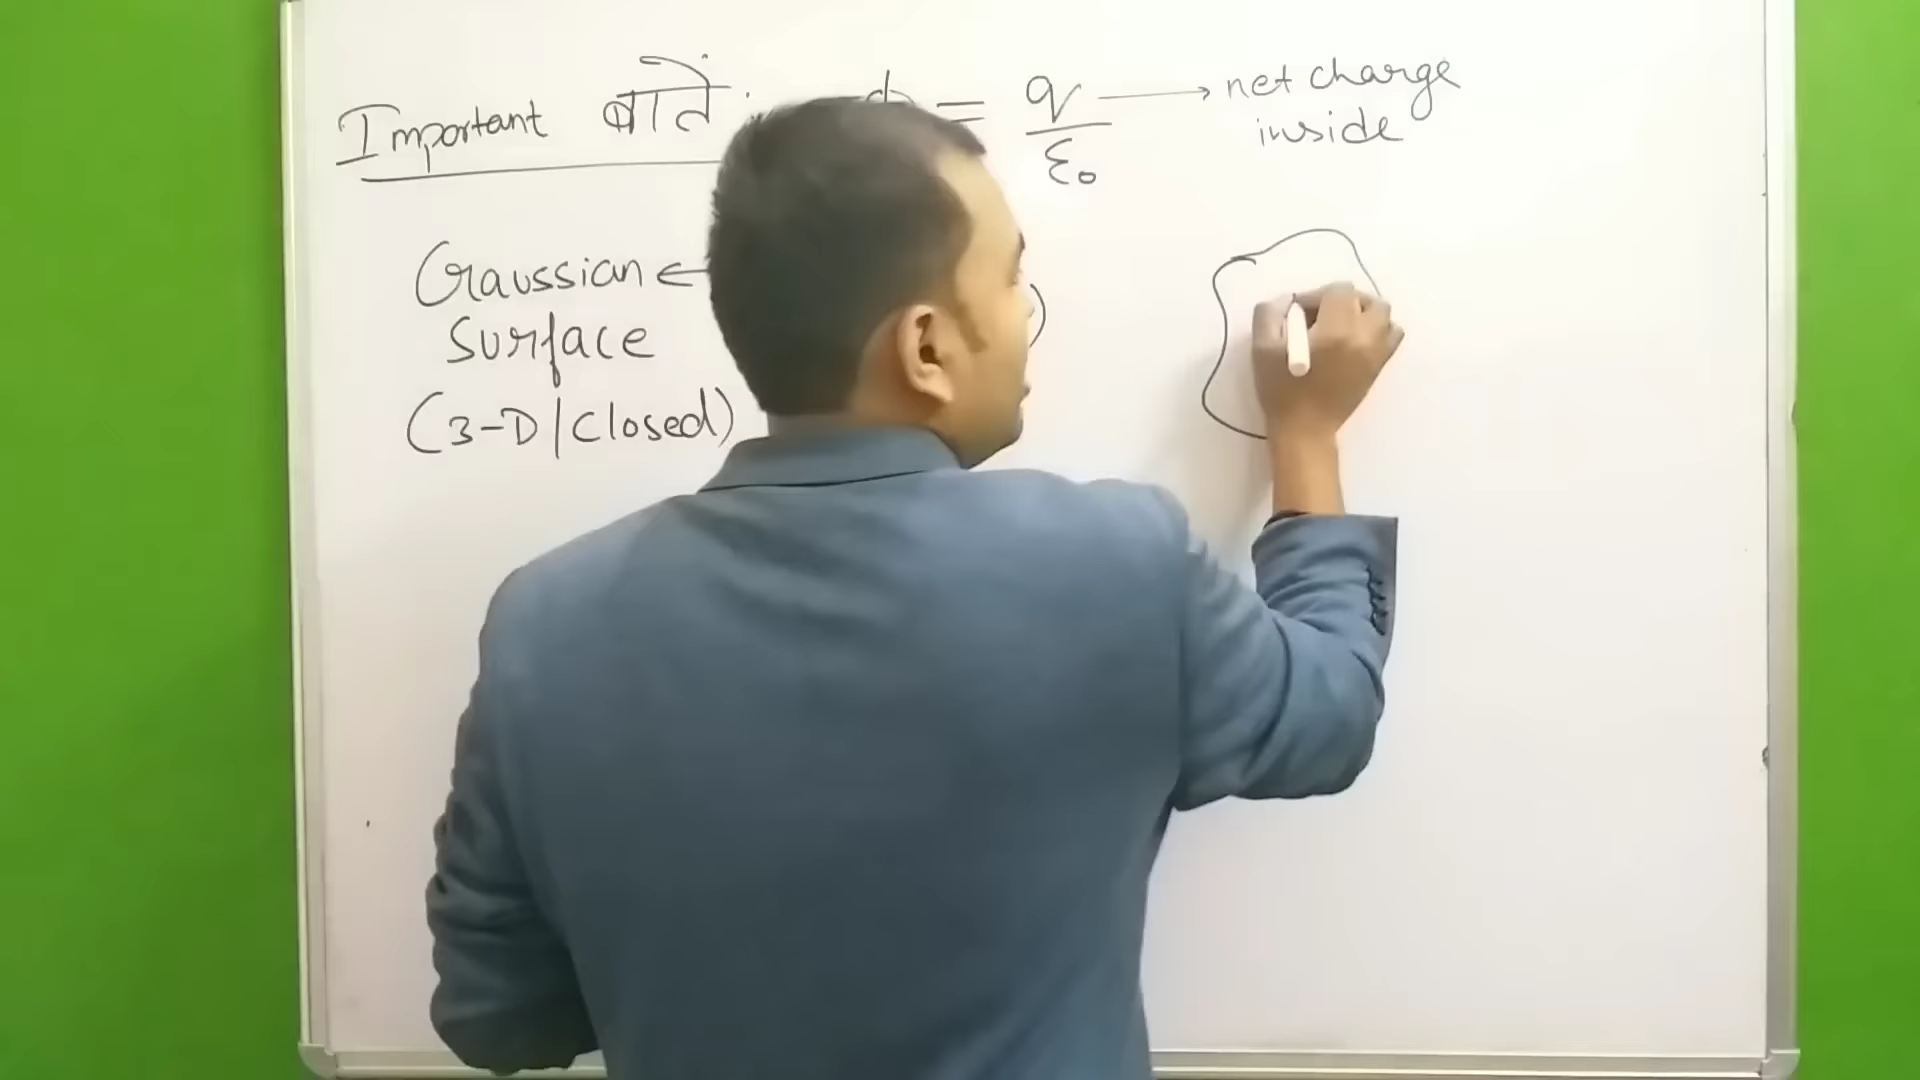 Important बातें : ϕ = q/ε₀ → net charge
inside
Gaussian ←
surface
(3-D/Closed)
)